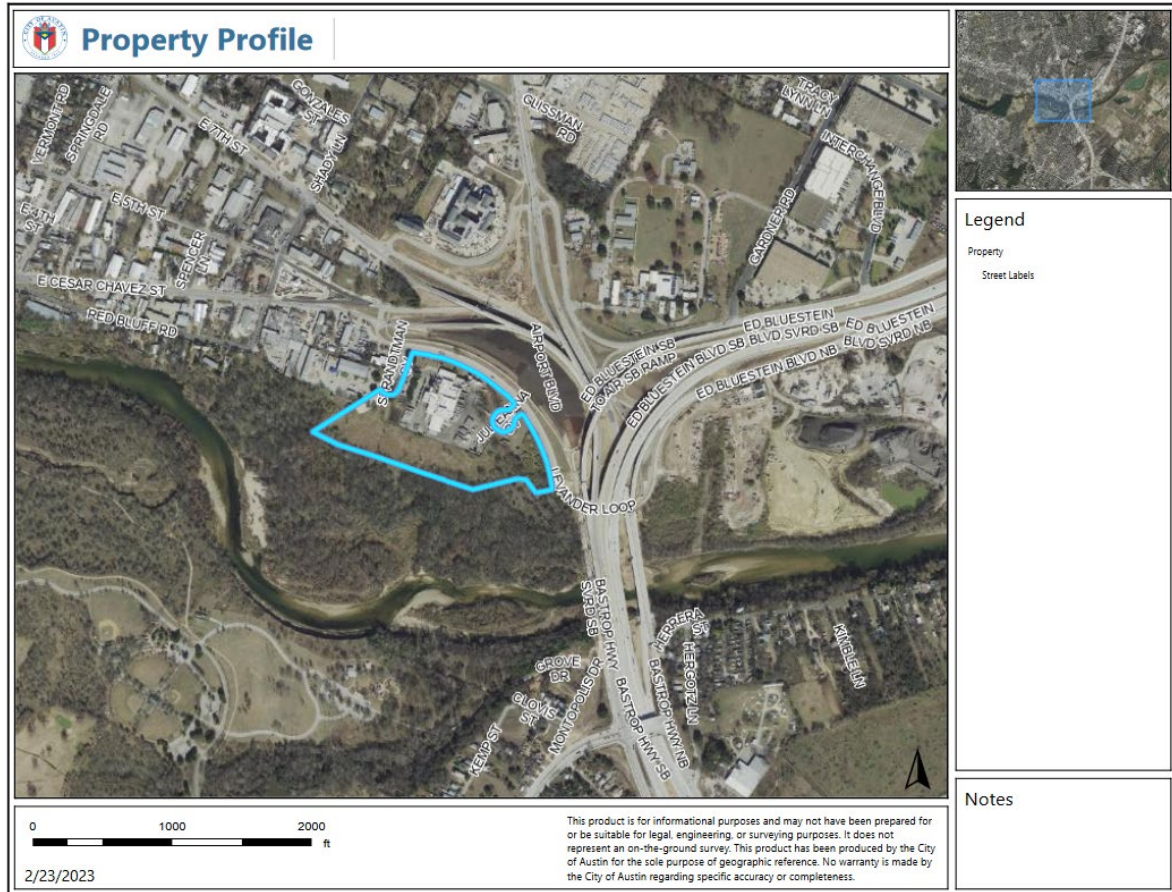 Property Profile
GONZALES
ST
TRACY
LYNN LN
GUSSMAN
RD
VERMONT RD
SPRINGDALE
RD
E 7TH ST
SHADY LN
INTERCHANGE BLVD
E 5TH ST
E 4TH
ST
SPENCER
LN
GARDNER RD
E CESAR CHAVEZ ST
RED BLUFF RD
AIRPORT BLVD
ED BLUESTEIN SB
TO AIR SB RAMP
ED BLUESTEIN
BLVD SVRD SB
ED BLUESTEIN BLVD SB
ED BLUESTEIN
BLVD SVRD NB
ED BLUESTEIN BLVD NB
LEVANDER LOOP
BASTROP HWY
SVRD SB
GROVE
DR
CLOVIS
ST
MONTOPOLIS DR
KEMP ST
BASTROP HWY SB
BASTROP HWY NB
HERGOTZ LN
KIMBLE LN
Legend
Property
Street Labels
Notes
0 1000 2000
ft
2/23/2023
This product is for informational purposes and may not have been prepared for
or be suitable for legal, engineering, or surveying purposes. It does not
represent an on-the-ground survey. This product has been produced by the City
of Austin for the sole purpose of geographic reference. No warranty is made by
the City of Austin regarding specific accuracy or completeness.